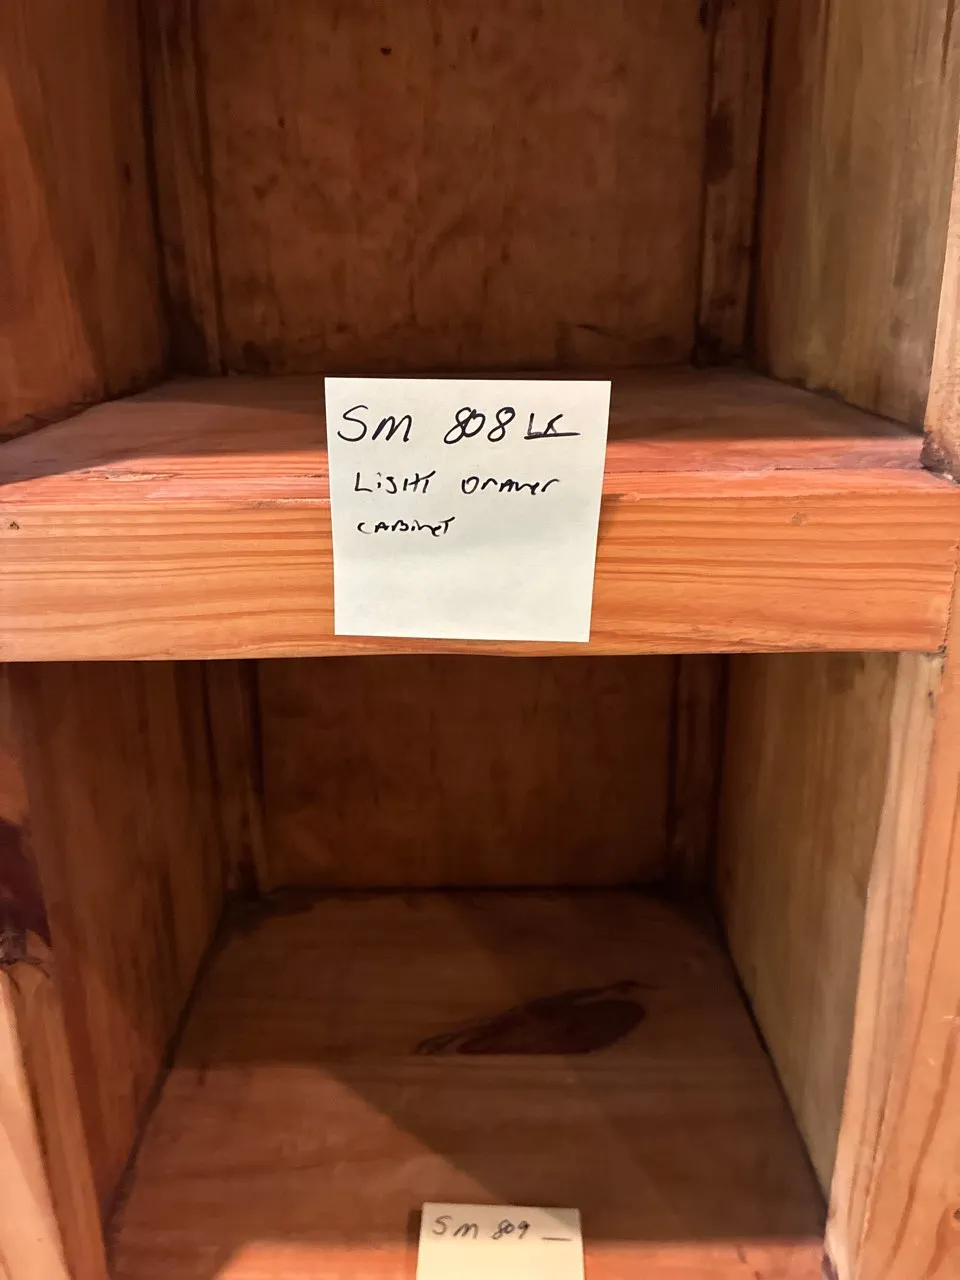 SM 808 LK
LigHT Drawer
CABinet
SM 809 _